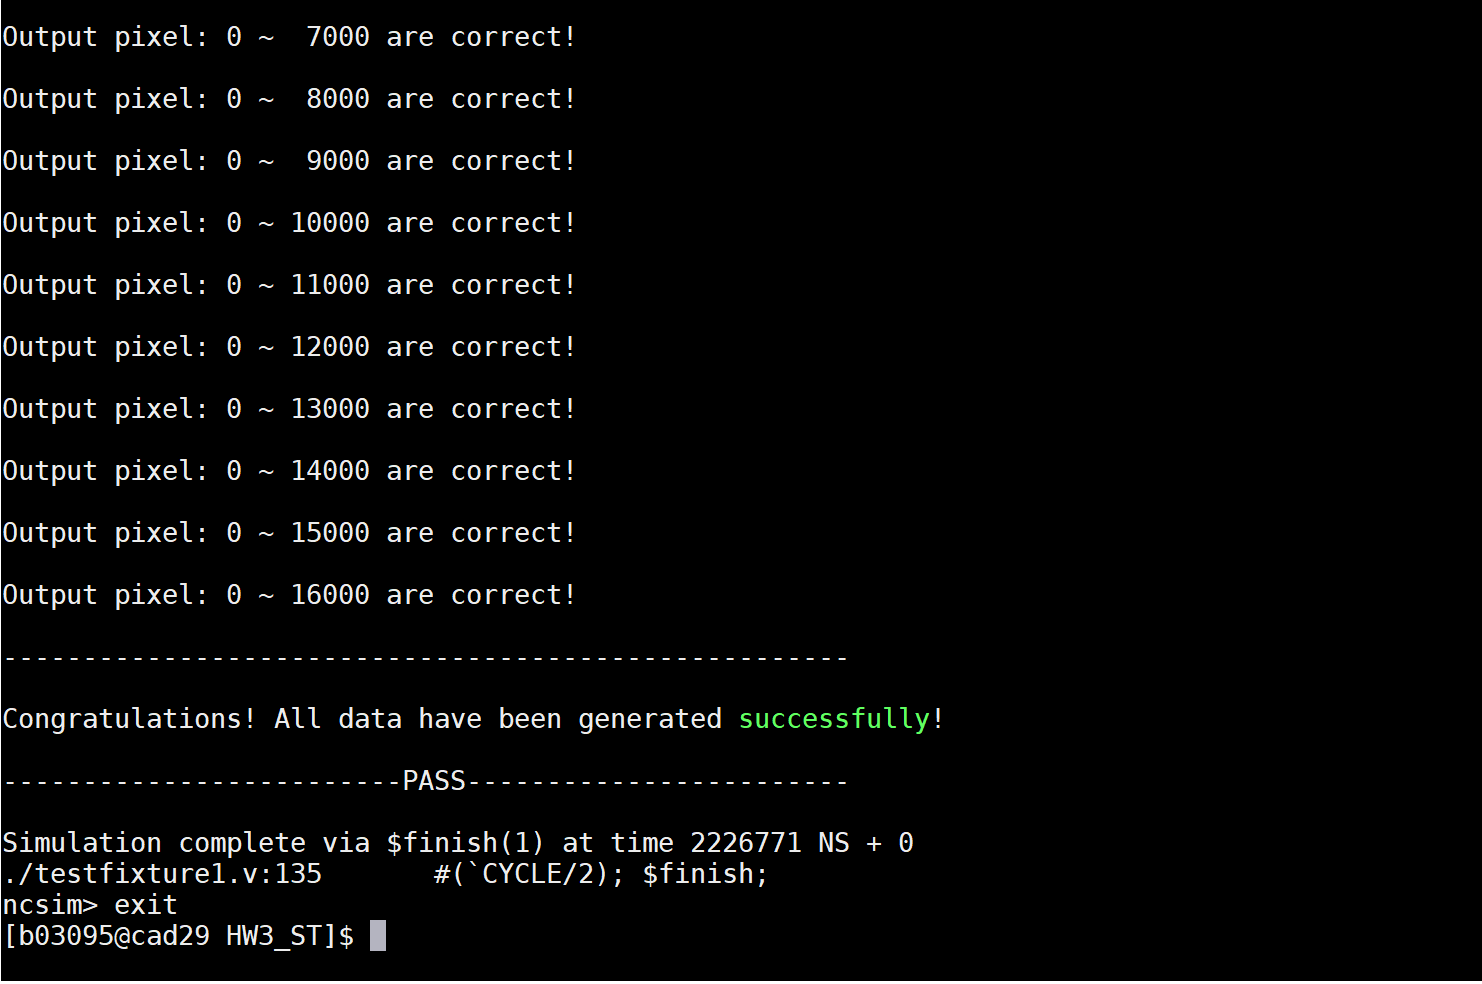 Output pixel: 0 ~  7000 are correct!
Output pixel: 0 ~  8000 are correct!
Output pixel: 0 ~  9000 are correct!
Output pixel: 0 ~ 10000 are correct!
Output pixel: 0 ~ 11000 are correct!
Output pixel: 0 ~ 12000 are correct!
Output pixel: 0 ~ 13000 are correct!
Output pixel: 0 ~ 14000 are correct!
Output pixel: 0 ~ 15000 are correct!
Output pixel: 0 ~ 16000 are correct!
-----------------------------------------------------
Congratulations! All data have been generated successfully!
-------------------------PASS------------------------
Simulation complete via $finish(1) at time 2226771 NS + 0
./testfixture1.v:135       #(`CYCLE/2); $finish;
ncsim> exit
[b03095@cad29 HW3_ST]$